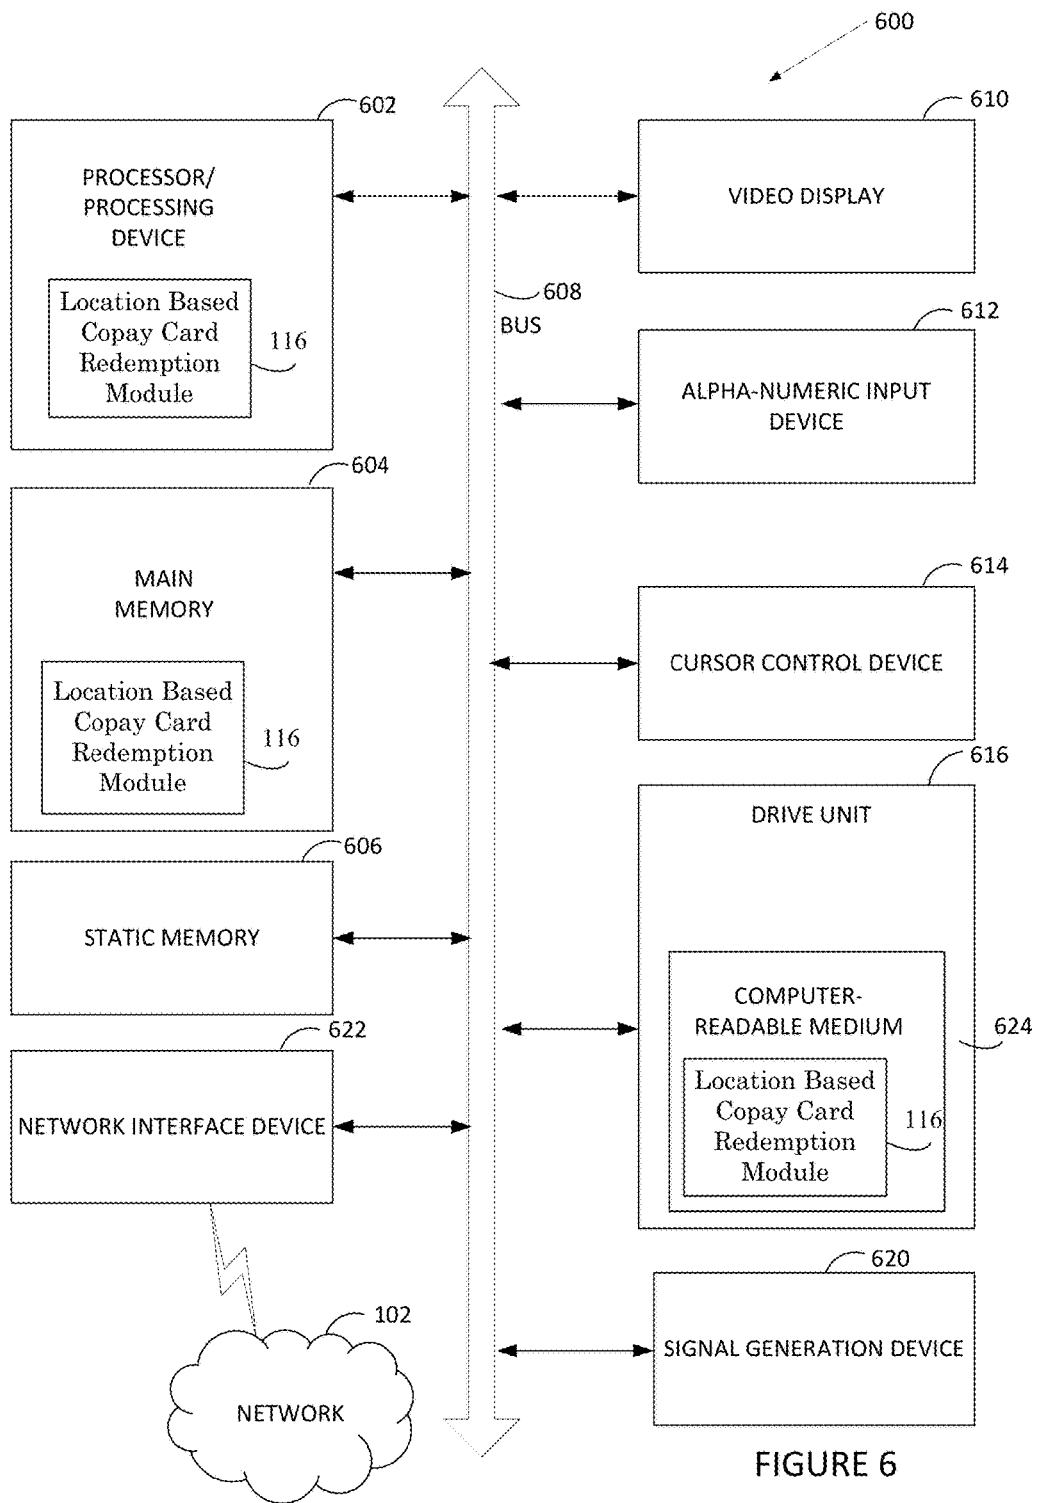 600
602
PROCESSOR/
PROCESSING
DEVICE
Location Based
Copay Card
Redemption
Module
116
604
MAIN
MEMORY
Location Based
Copay Card
Redemption
Module
116
606
STATIC MEMORY
622
NETWORK INTERFACE DEVICE
102
NETWORK
608
BUS
610
VIDEO DISPLAY
612
ALPHA-NUMERIC INPUT
DEVICE
614
CURSOR CONTROL DEVICE
616
DRIVE UNIT
COMPUTER-
READABLE MEDIUM
624
Location Based
Copay Card
Redemption
Module
116
620
SIGNAL GENERATION DEVICE
FIGURE 6